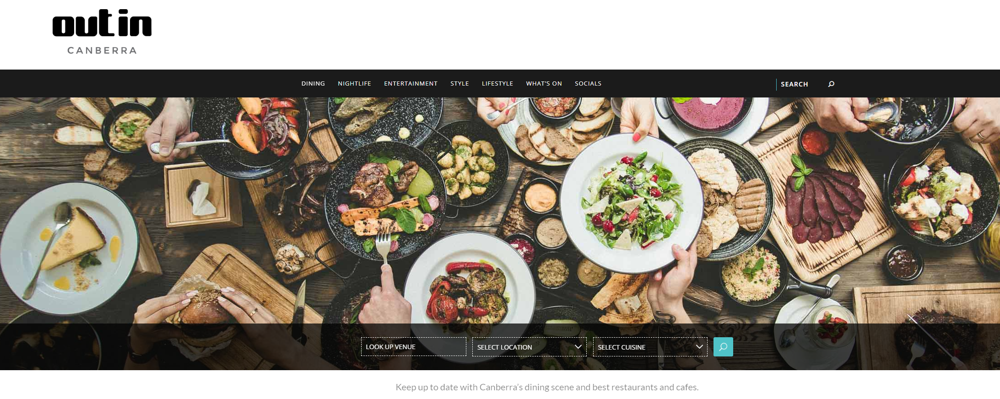 out in
CANBERRA
DINING NIGHTLIFE ENTERTAINMENT STYLE LIFESTYLE WHAT'S ON SOCIALS SEARCH
LOOK UP VENUE SELECT LOCATION SELECT CUISINE
Keep up to date with Canberra's dining scene and best restaurants and cafes.